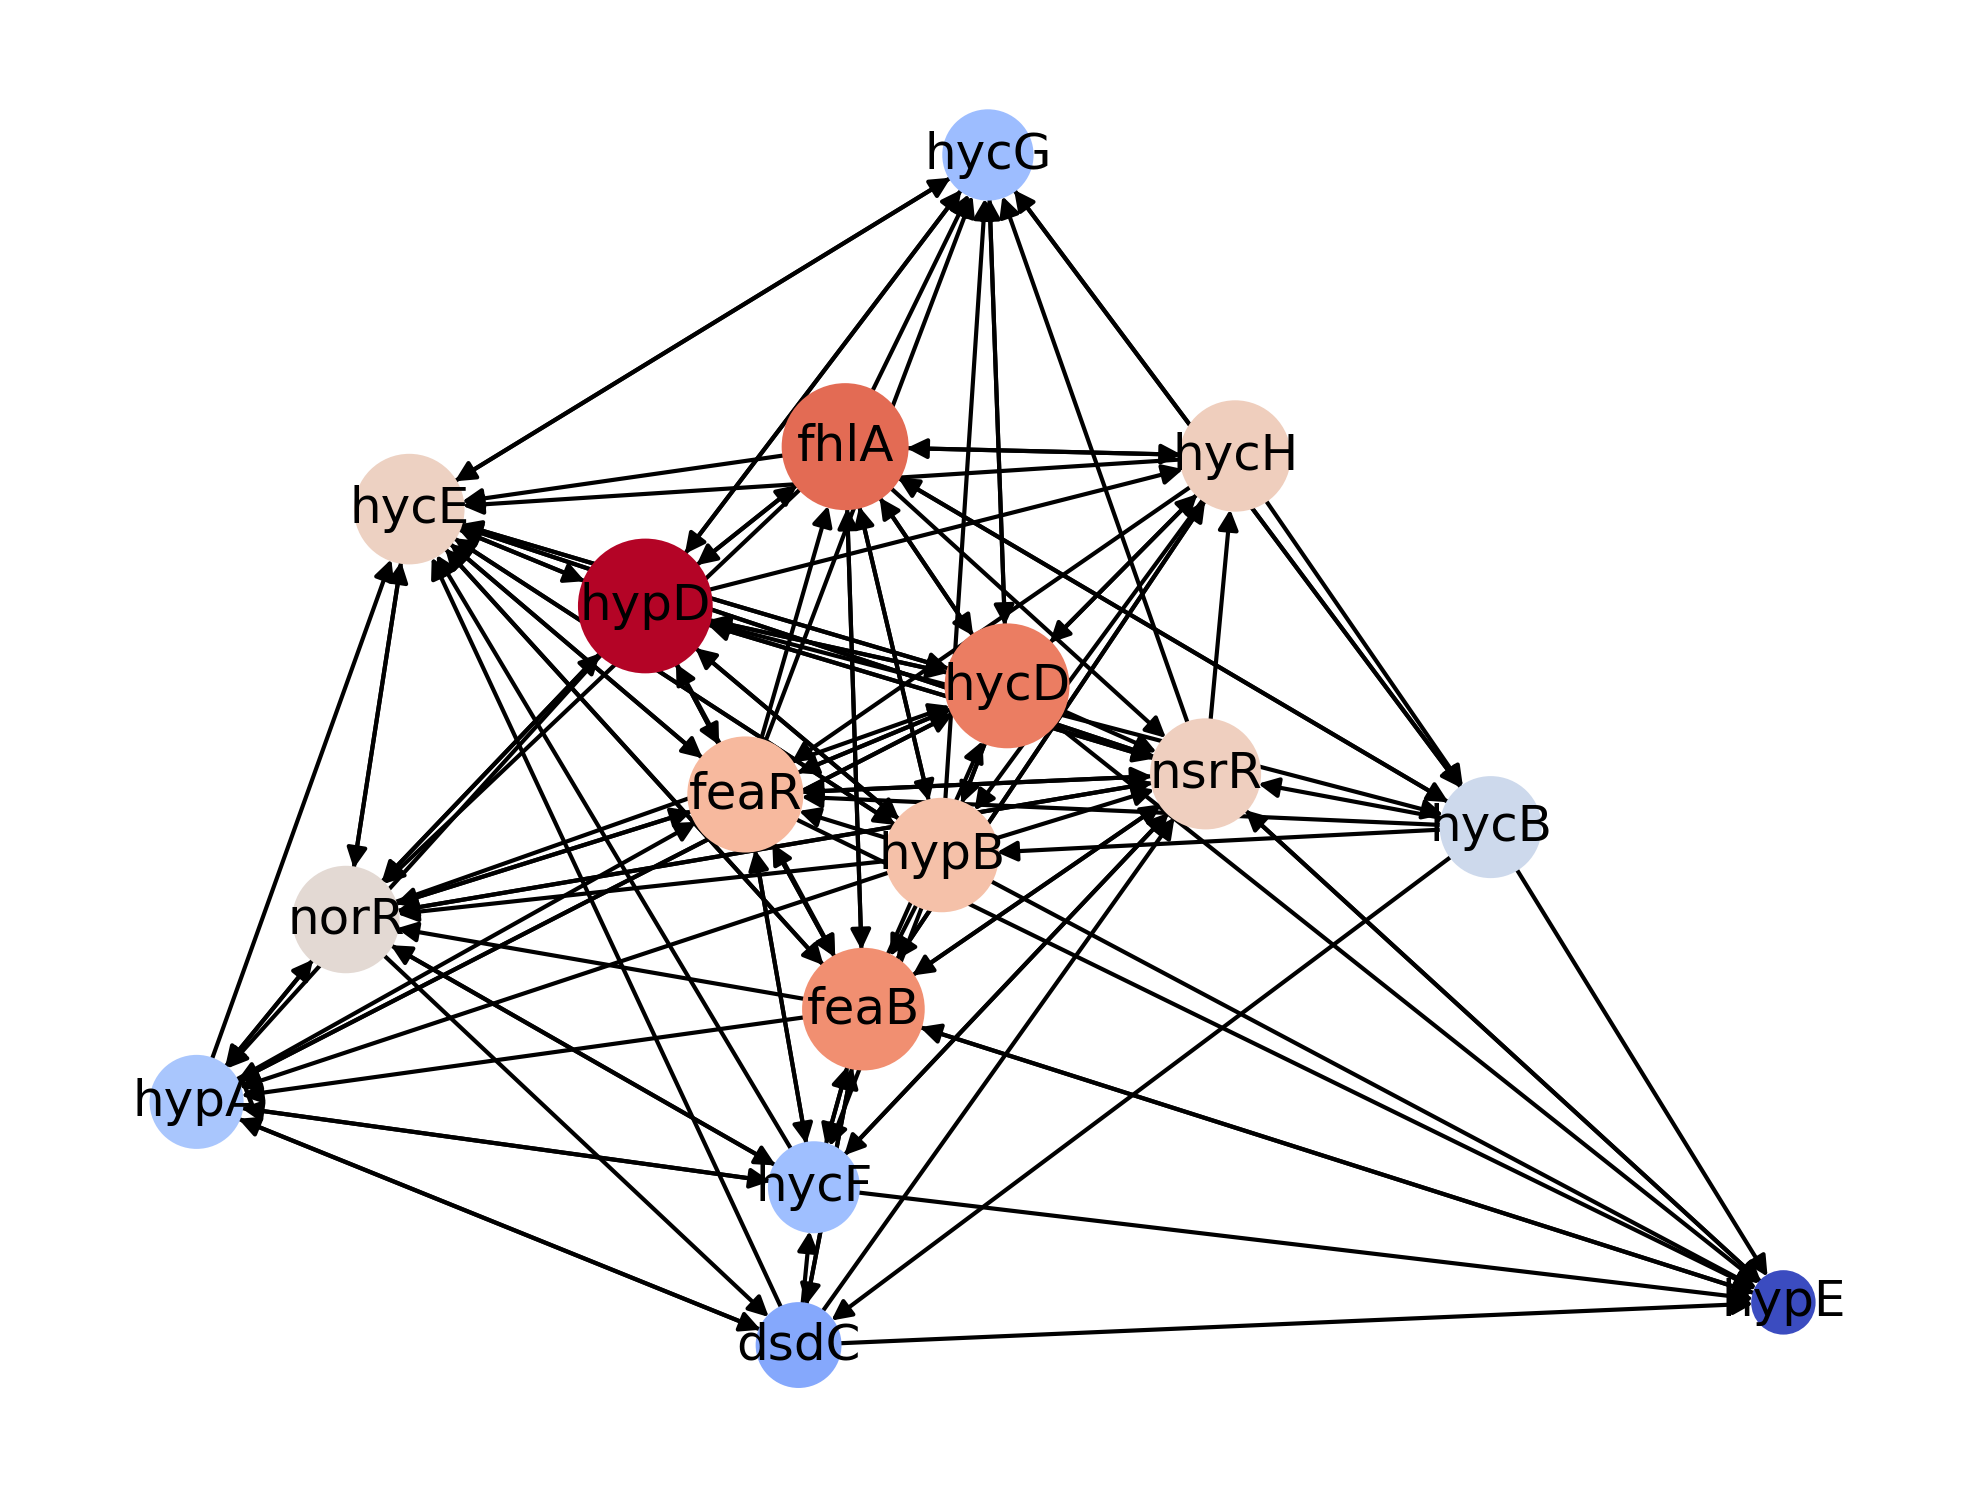 hycG
fhlA
hycH
hycE
hypD
hycD
nsrR
feaR
hycB
hypB
norR
feaB
hypA
hycF
hypE
dsdC